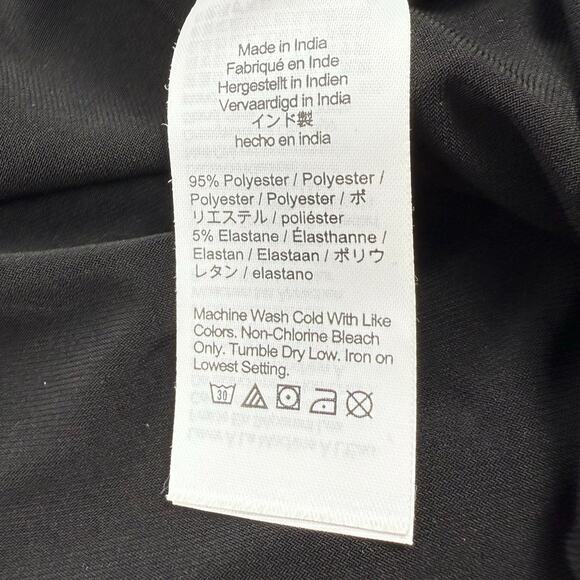 Made in India
Fabriqué en Inde
Hergestellt in Indien
Vervaardigd in India
インド製
hecho en india
95% Polyester / Polyester /
Polyester / Polyester / ポ
リエステル / poliéster
5% Elastane / Élasthanne /
Elastan / Elastaan / ポリウ
レタン / elastano
Machine Wash Cold With Like
Colors. Non-Chlorine Bleach
Only. Tumble Dry Low. Iron on
Lowest Setting.
30